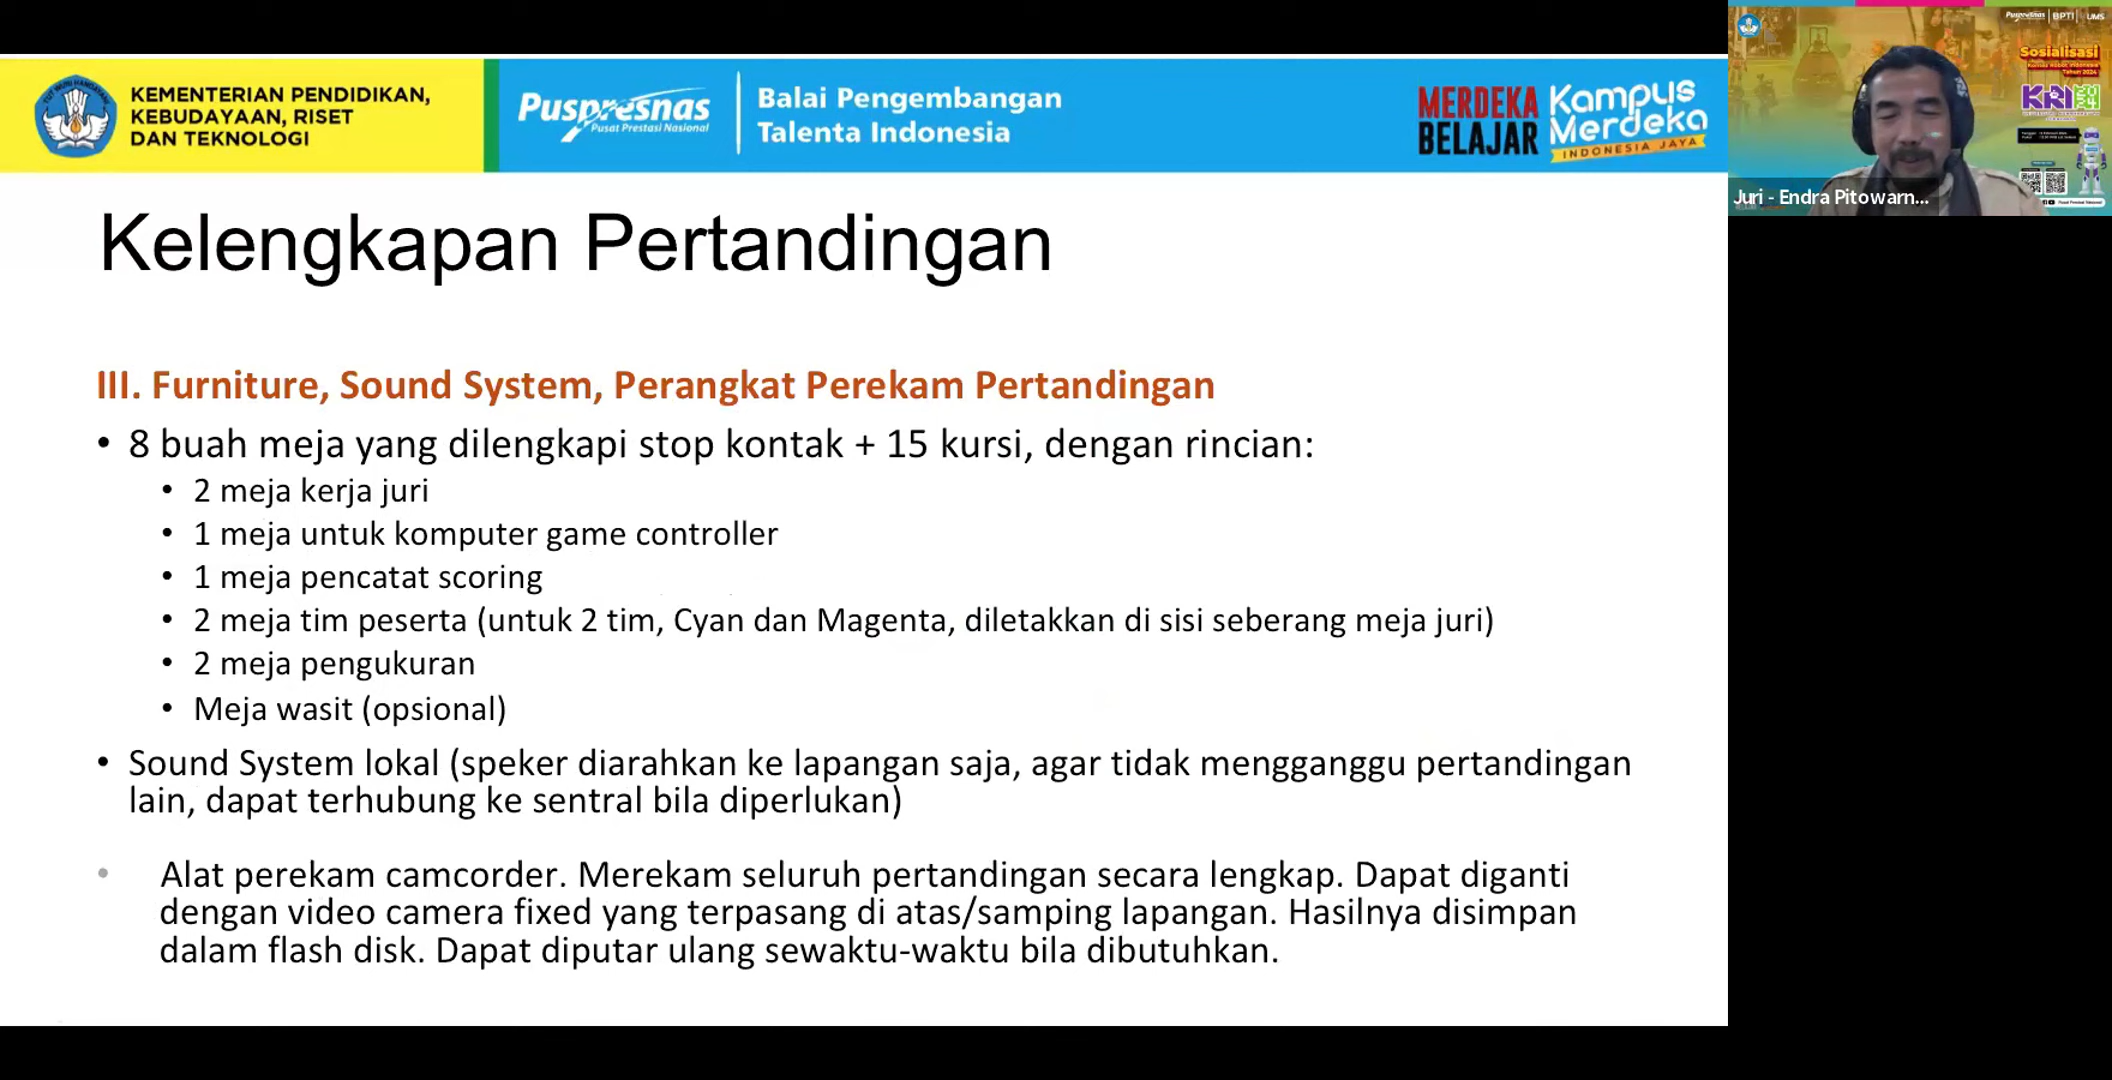 KEMENTERIAN PENDIDIKAN,
KEBUDAYAAN, RISET
DAN TEKNOLOGI
Puspresnas
Pusat Prestasi Nasional
Balai Pengembangan
Talenta Indonesia
MERDEKA
BELAJAR
Kampus
Merdeka
INDONESIA JAYA
Puspresnas BPTI UMS
Sosialisasi
Tahun 2024
KRI
Juri - Endra Pitowarn...
Kelengkapan Pertandingan
III. Furniture, Sound System, Perangkat Perekam Pertandingan
• 8 buah meja yang dilengkapi stop kontak + 15 kursi, dengan rincian:
• 2 meja kerja juri
• 1 meja untuk komputer game controller
• 1 meja pencatat scoring
• 2 meja tim peserta (untuk 2 tim, Cyan dan Magenta, diletakkan di sisi seberang meja juri)
• 2 meja pengukuran
• Meja wasit (opsional)
• Sound System lokal (speker diarahkan ke lapangan saja, agar tidak mengganggu pertandingan
lain, dapat terhubung ke sentral bila diperlukan)
• Alat perekam camcorder. Merekam seluruh pertandingan secara lengkap. Dapat diganti
dengan video camera fixed yang terpasang di atas/samping lapangan. Hasilnya disimpan
dalam flash disk. Dapat diputar ulang sewaktu-waktu bila dibutuhkan.